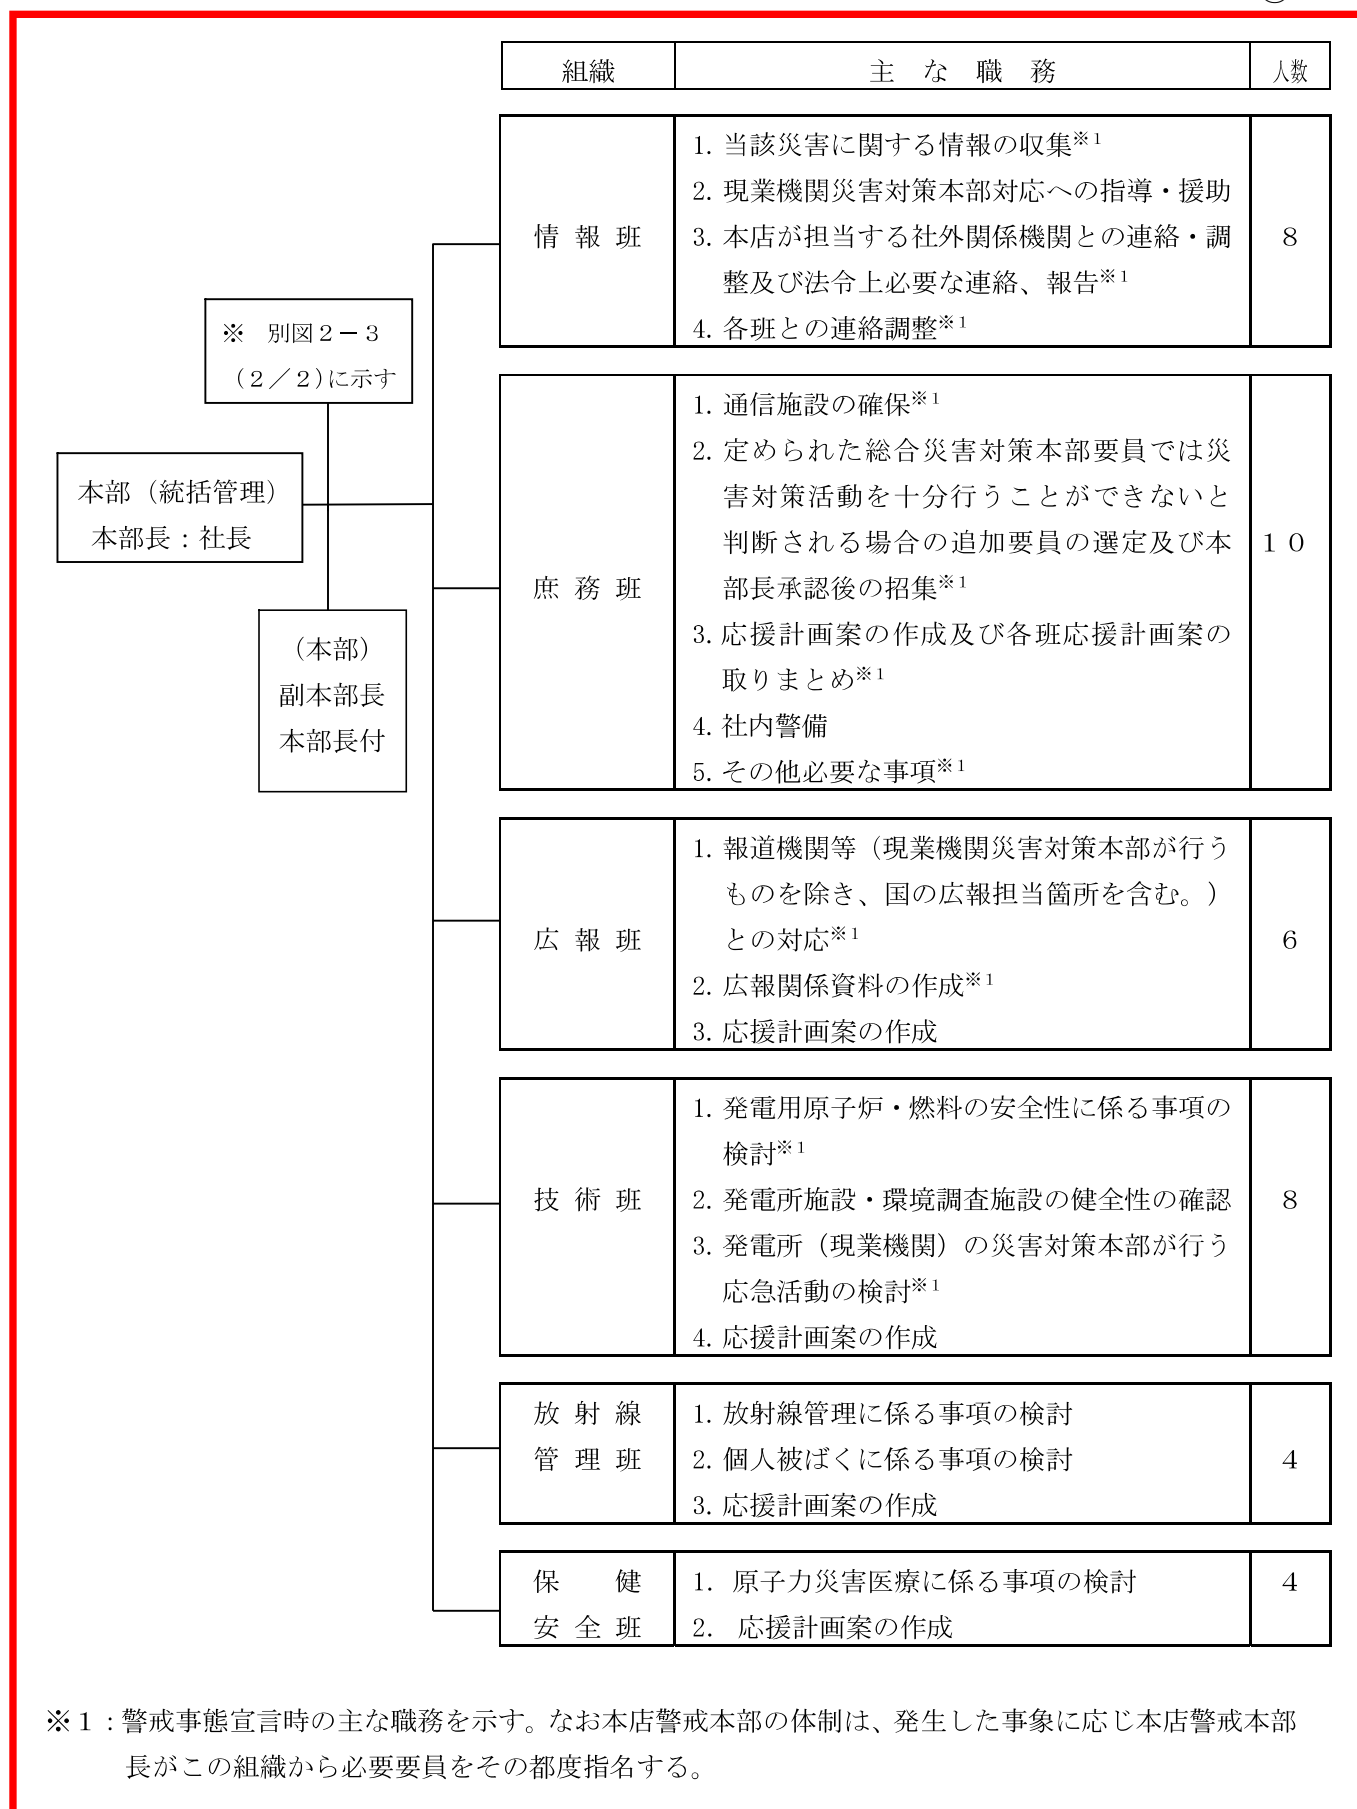 組織 主な職務 人数
情報班
1. 当該災害に関する情報の収集※1
2. 現業機関災害対策本部対応への指導・援助
3. 本店が担当する社外関係機関との連絡・調
整及び法令上必要な連絡、報告※1
4. 各班との連絡調整※1
8
※ 別図2-3
(2/2)に示す
本部（統括管理）
本部長：社長
（本部）
副本部長
本部長付
庶務班
1. 通信施設の確保※1
2. 定められた総合災害対策本部要員では災
害対策活動を十分行うことができないと
判断される場合の追加要員の選定及び本
部長承認後の招集※1
3. 応援計画案の作成及び各班応援計画案の
取りまとめ※1
4. 社内警備
5. その他必要な事項※1
10
広報班
1. 報道機関等（現業機関災害対策本部が行う
ものを除き、国の広報担当箇所を含む。）
との対応※1
2. 広報関係資料の作成※1
3. 応援計画案の作成
6
技術班
1. 発電用原子炉・燃料の安全性に係る事項の
検討※1
2. 発電所施設・環境調査施設の健全性の確認
3. 発電所（現業機関）の災害対策本部が行う
応急活動の検討※1
4. 応援計画案の作成
8
放射線
管理班
1. 放射線管理に係る事項の検討
2. 個人被ばくに係る事項の検討
3. 応援計画案の作成
4
保健
安全班
1. 原子力災害医療に係る事項の検討
2. 応援計画案の作成
4
※1：警戒事態宣言時の主な職務を示す。なお本店警戒本部の体制は、発生した事象に応じ本店警戒本部
長がこの組織から必要要員をその都度指名する。